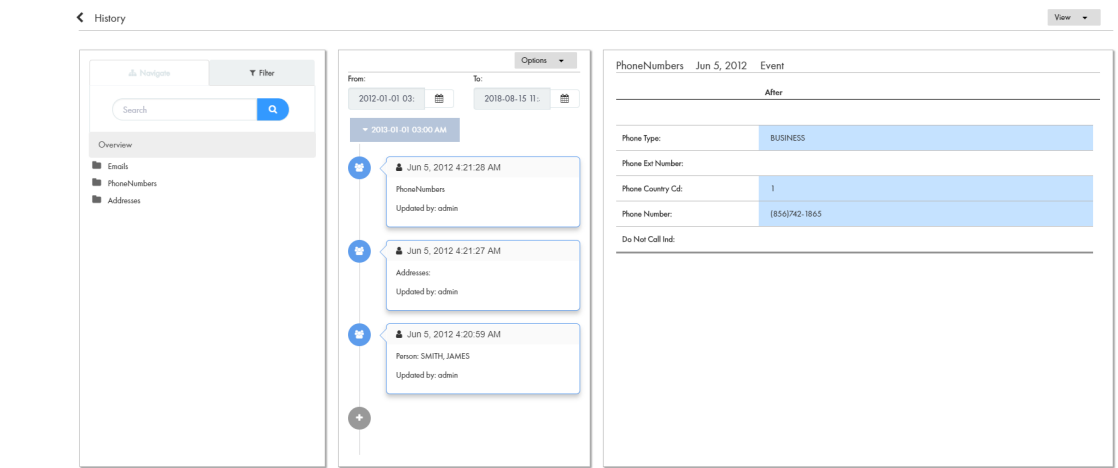 History
View
Navigate
Filter
Search
Overview
Emails
PhoneNumbers
Addresses
Options
From: To:
2012-01-01 03: 2018-08-15 11:
2013-01-01 03:00 AM
Jun 5, 2012 4:21:28 AM
PhoneNumbers
Updated by: admin
Jun 5, 2012 4:21:27 AM
Addresses:
Updated by: admin
Jun 5, 2012 4:20:59 AM
Person: SMITH, JAMES
Updated by: admin
PhoneNumbers Jun 5, 2012 Event
After
Phone Type: BUSINESS
Phone Ext Number:
Phone Country Cd: 1
Phone Number: (856)742-1865
Do Not Call Ind: